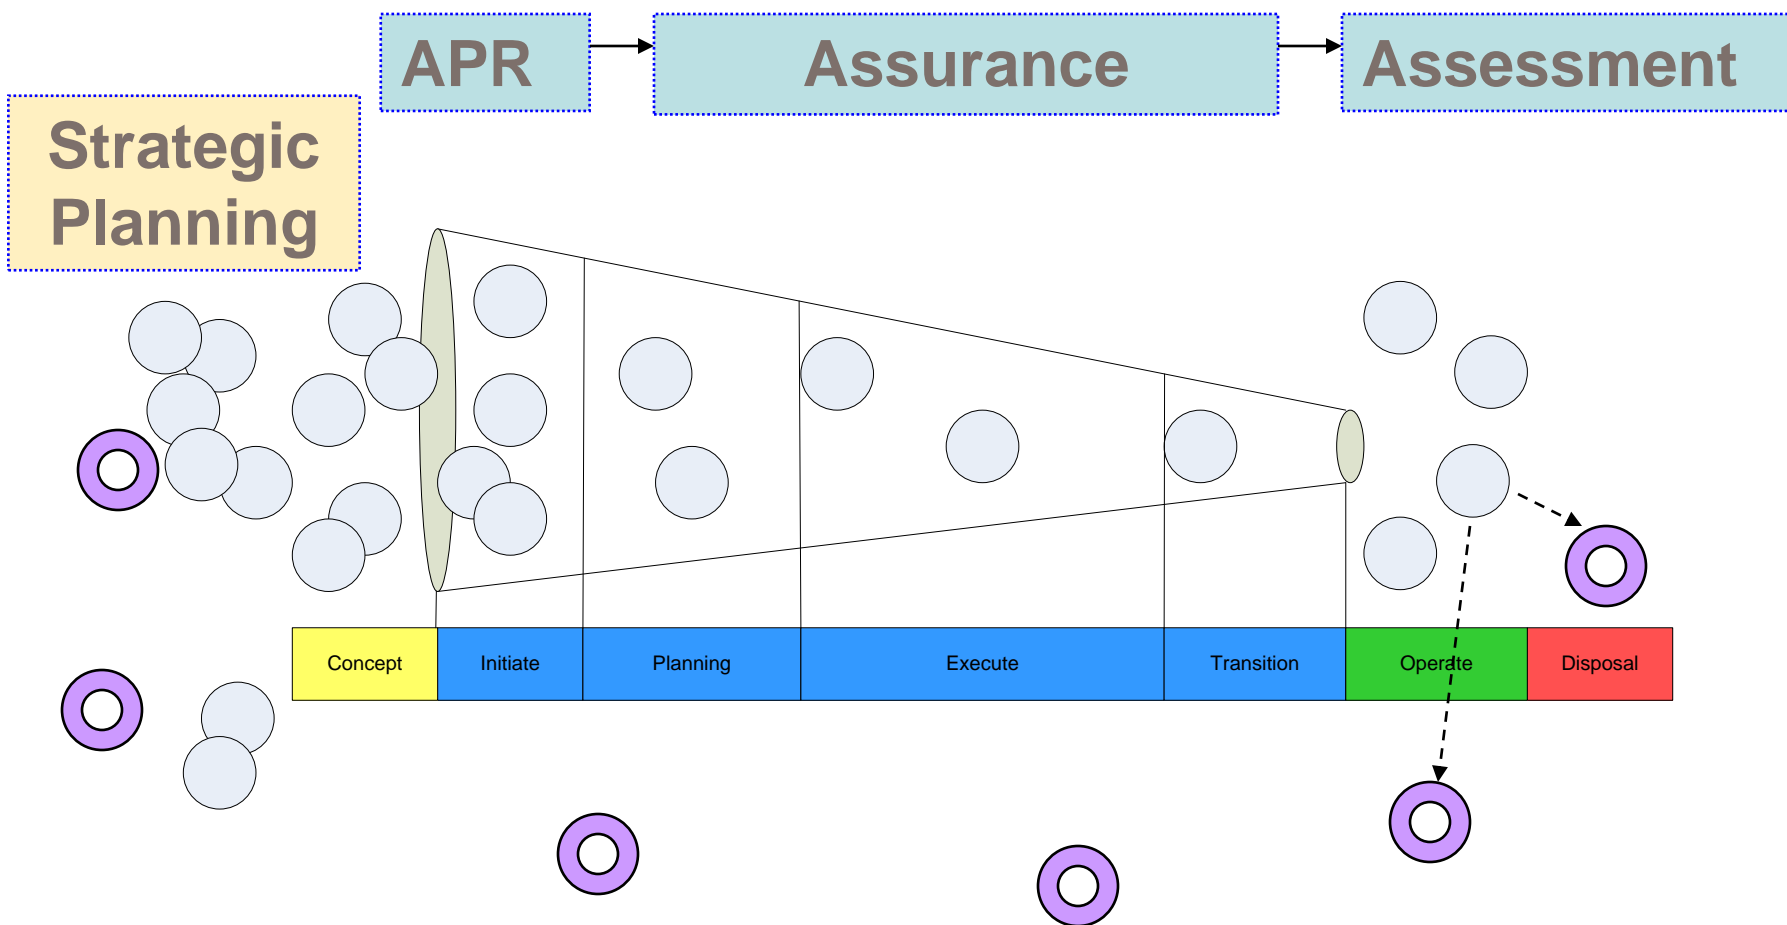 APR
Assurance
Assessment
Strategic
Planning
Concept
Initiate
Planning
Execute
Transition
Operate
Disposal